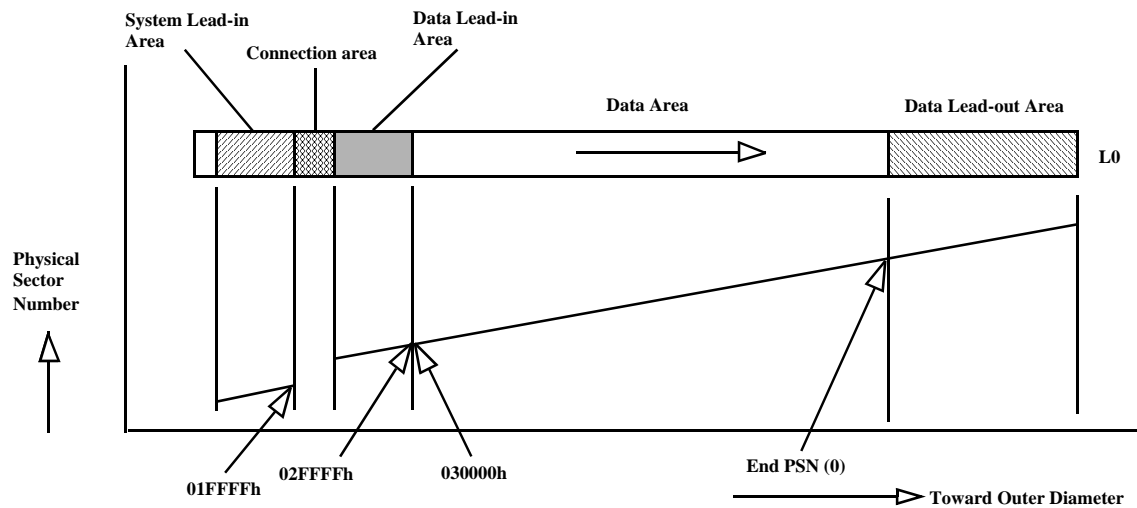 System Lead-in
Area
Connection area
Data Lead-in
Area
Data Area
Data Lead-out Area
L0
Physical
Sector
Number
01FFFFh
02FFFFh
030000h
End PSN (0)
Toward Outer Diameter